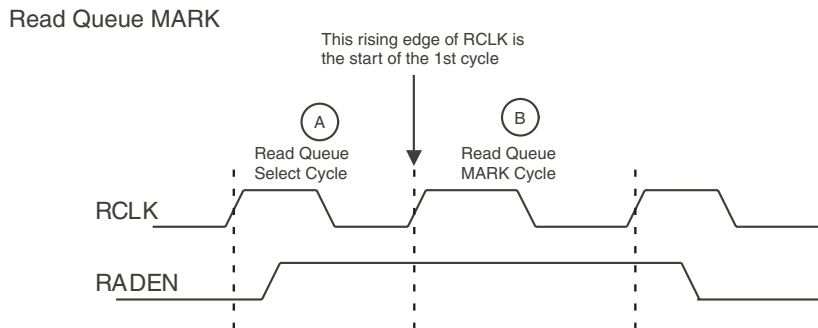 Read Queue MARK
This rising edge of RCLK is
the start of the 1st cycle
A
B
Read Queue
Select Cycle
Read Queue
MARK Cycle
RCLK
RADEN